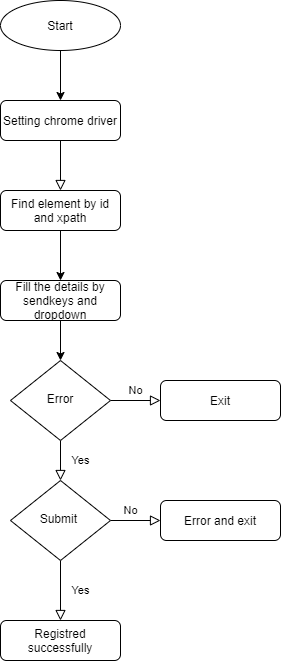 Start
Setting chrome driver
Find element by id
and xpath
Fill the details by
sendkeys and
dropdown
Error
No
Exit
Yes
Submit
No
Error and exit
Yes
Registred
successfully